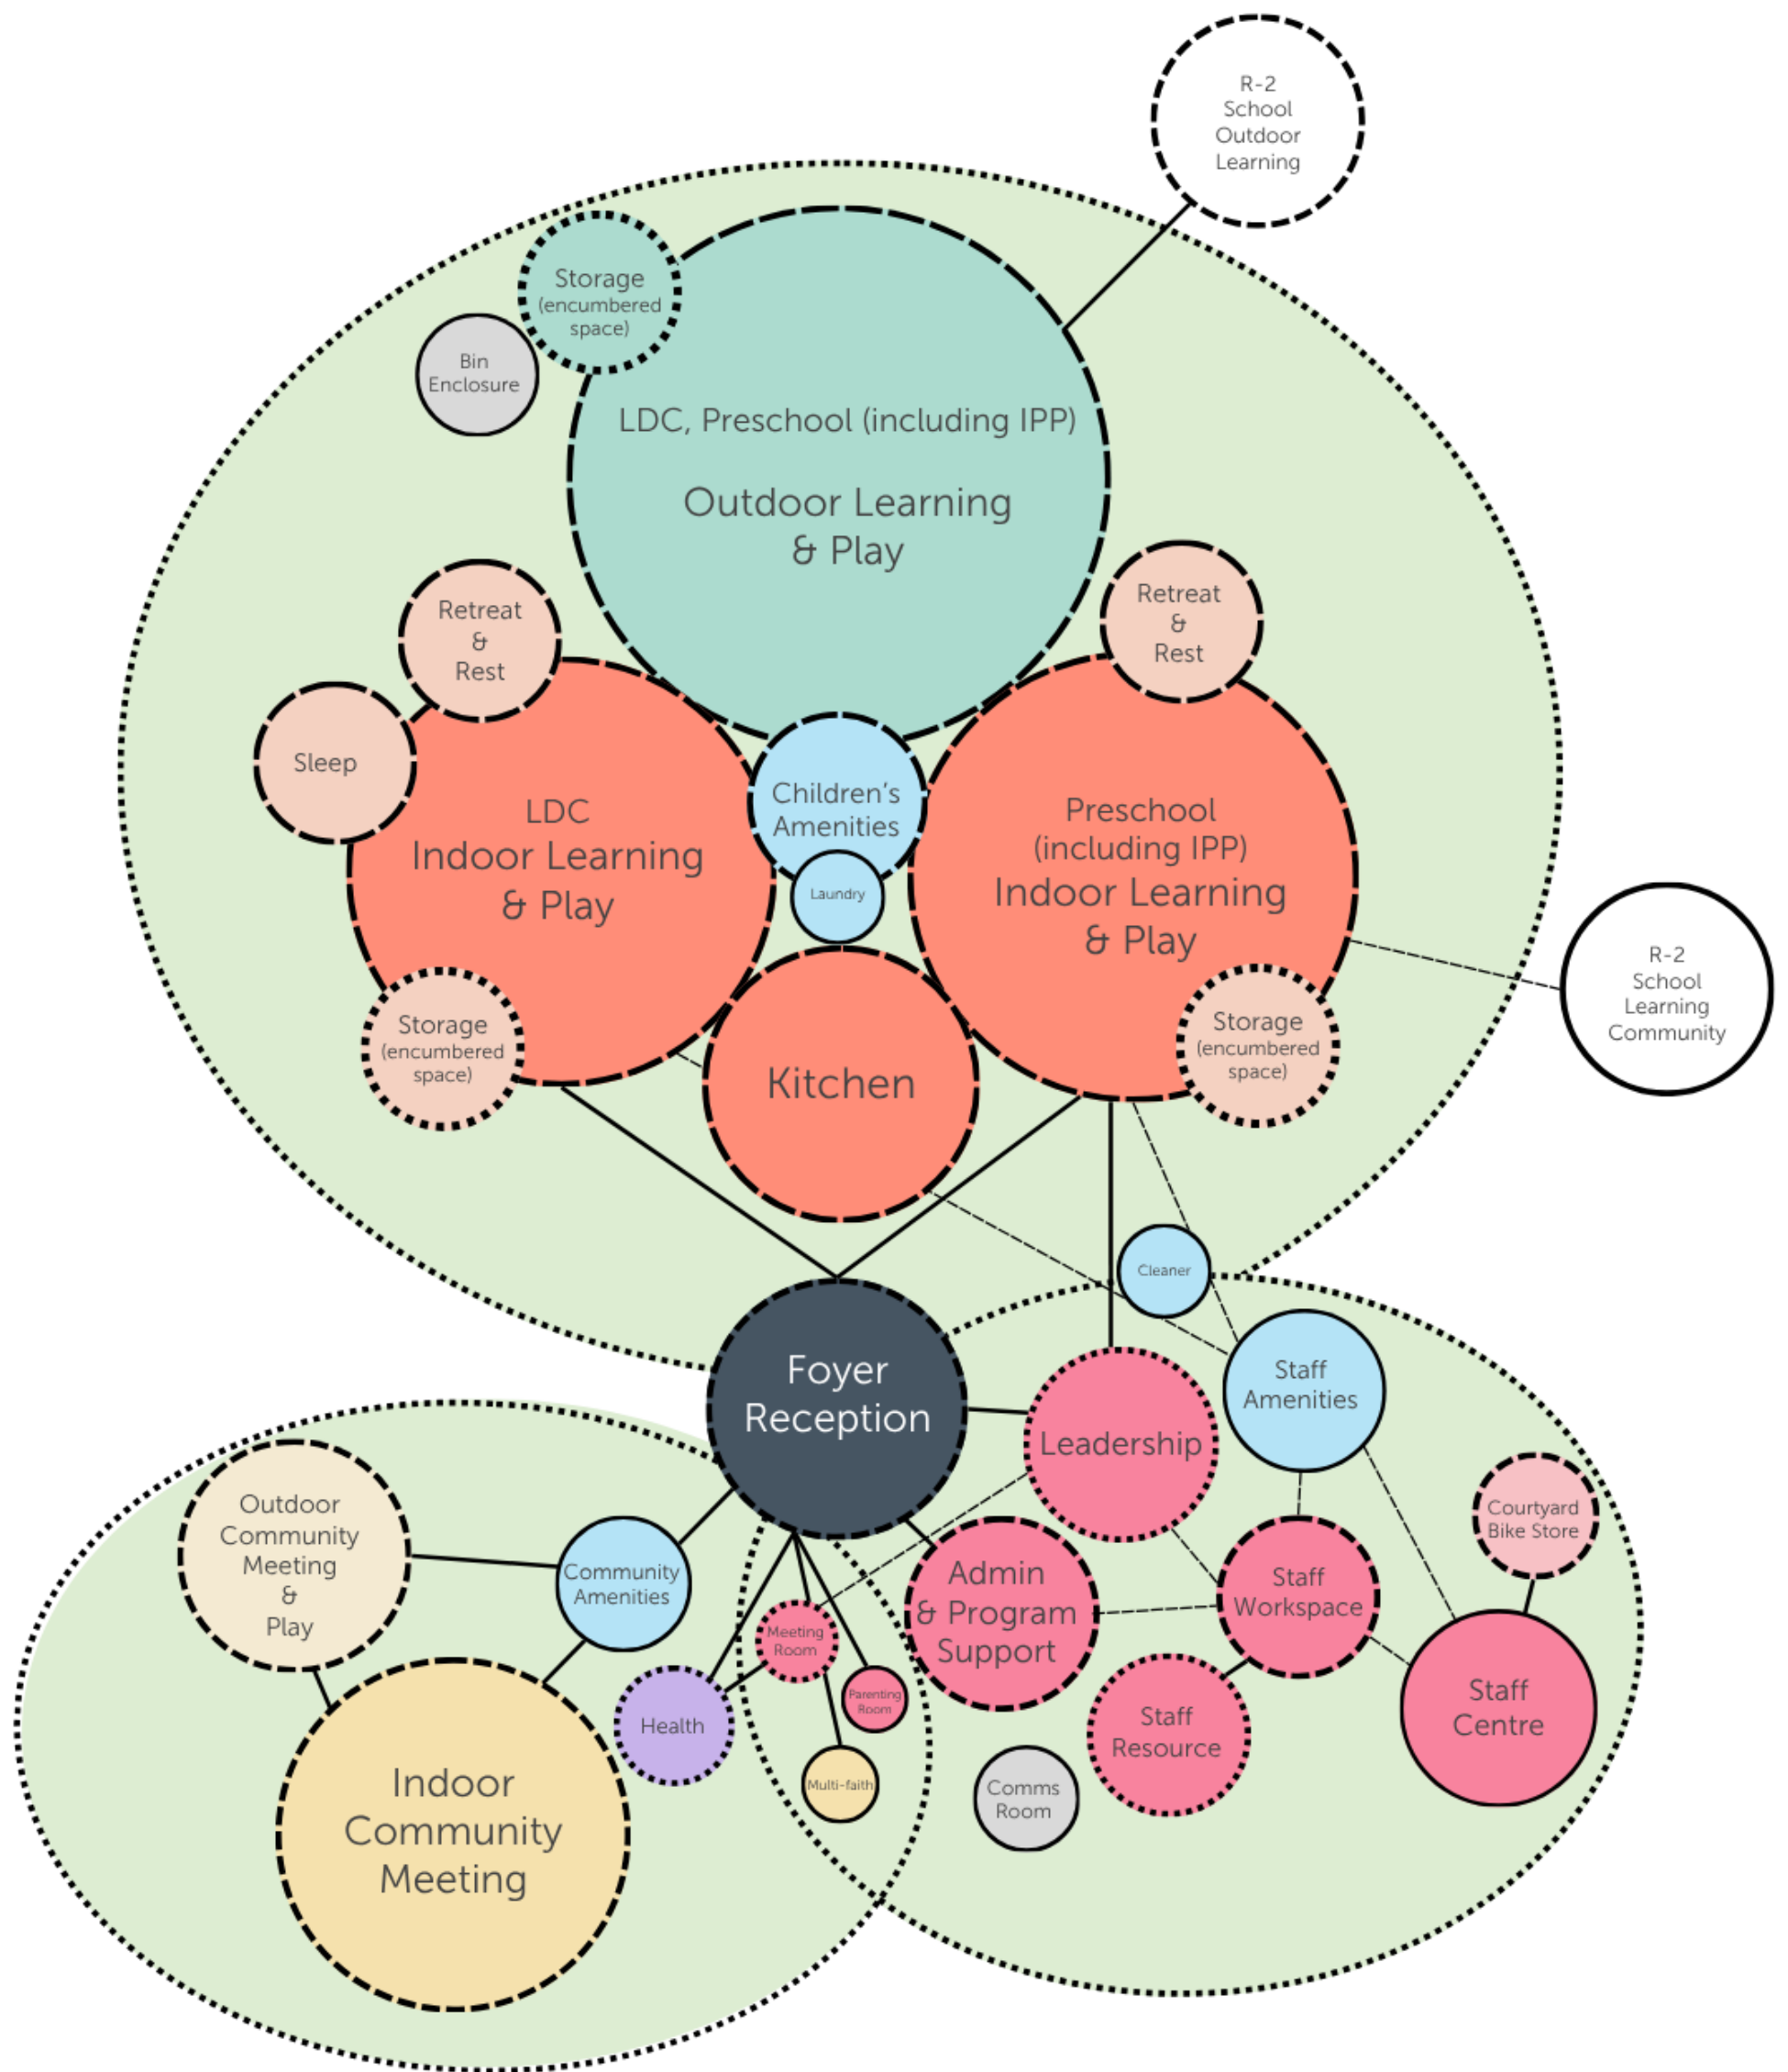 R-2
School
Outdoor
Learning
Storage
(encumbered
space)
Bin
Enclosure
LDC, Preschool (including IPP)
Outdoor Learning
& Play
Retreat
&
Rest
Retreat
&
Rest
Sleep
LDC
Indoor Learning
& Play
Children's
Amenities
Laundry
Preschool
(including IPP)
Indoor Learning
& Play
R-2
School
Learning
Community
Storage
(encumbered
space)
Kitchen
Storage
(encumbered
space)
Cleaner
Foyer
Reception
Leadership
Staff
Amenities
Outdoor
Community
Meeting
&
Play
Community
Amenities
Meeting
Room
Admin
& Program
Support
Staff
Workspace
Courtyard
Bike Store
Health
Parenting
Room
Staff
Resource
Staff
Centre
Indoor
Community
Meeting
Multi-faith
Comms
Room